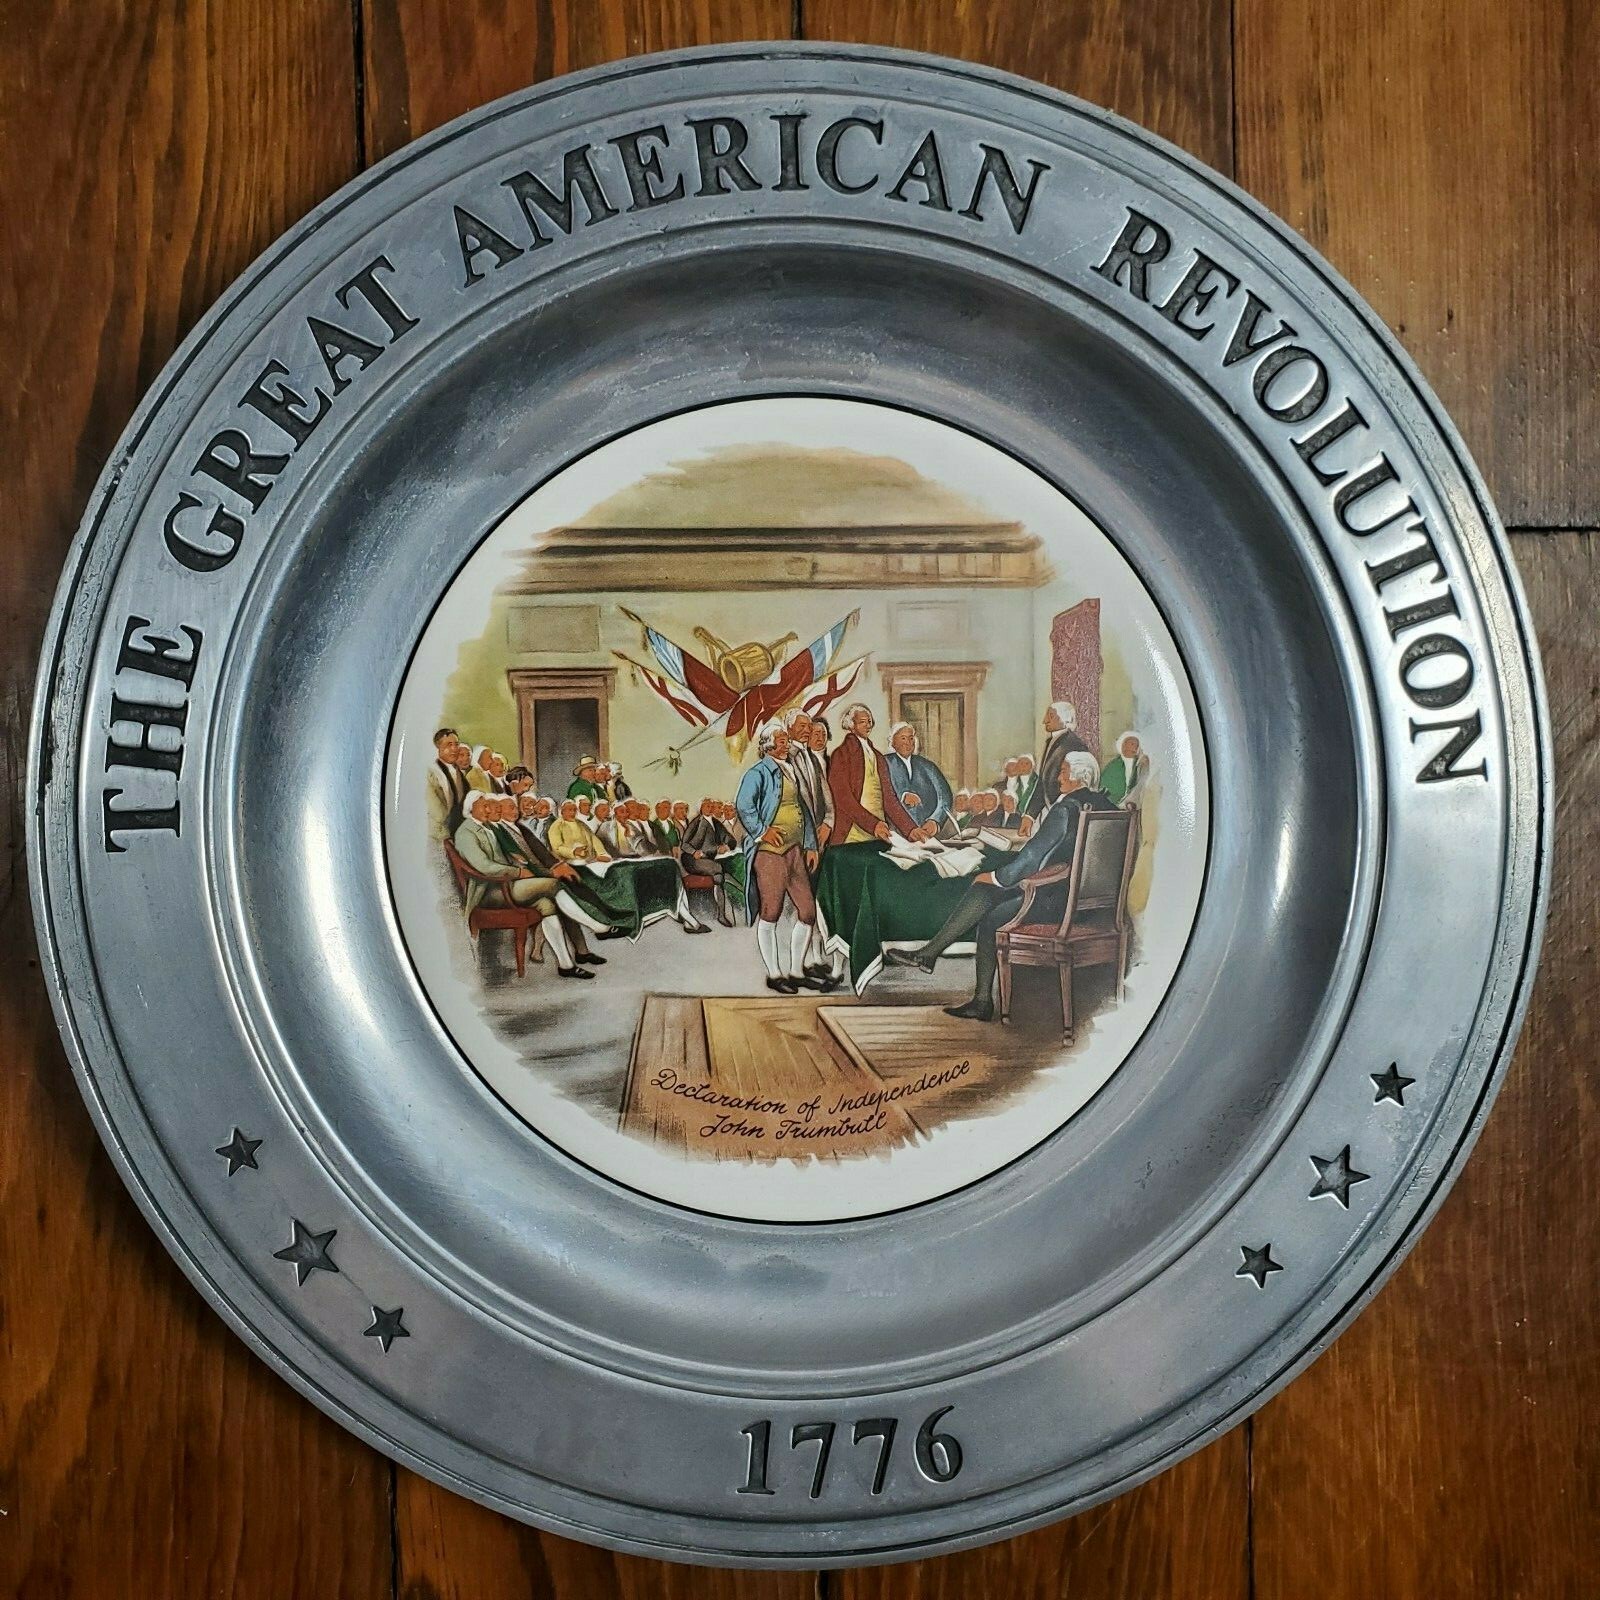 THE GREAT AMERICAN REVOLUTION
Declaration of Independence
John Trumbull
1776